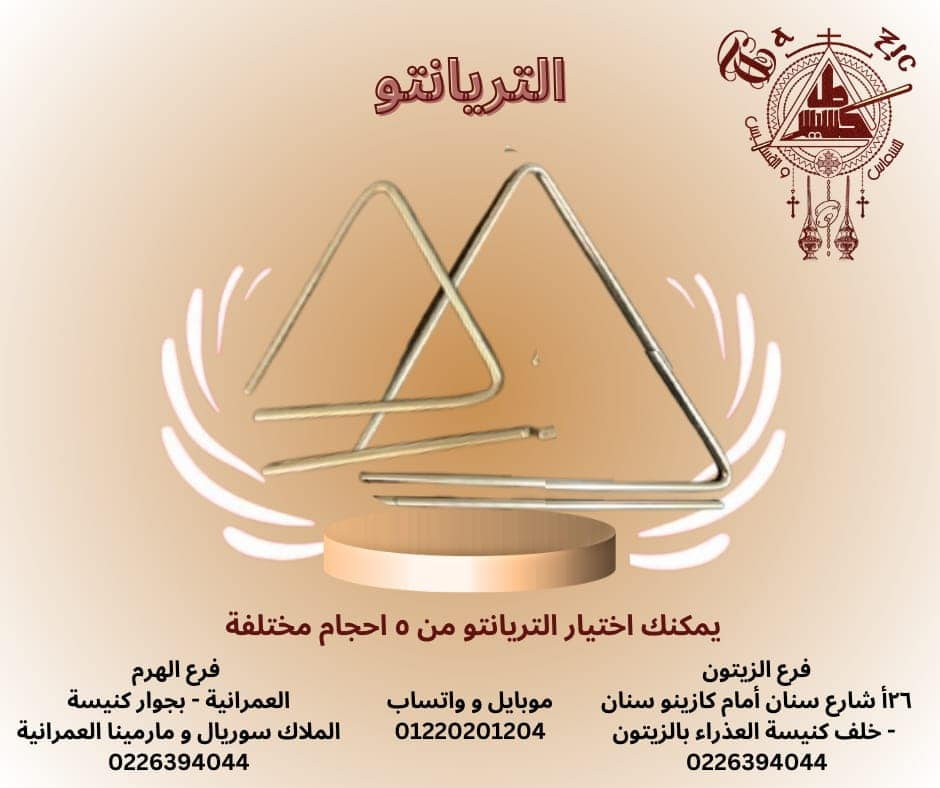 التريانتو
يمكنك اختيار التريانتو من ٥ احجام مختلفة
فرع الزيتون
٢٦أ شارع سنان أمام كازينو سنان
- خلف كنيسة العذراء بالزيتون
0226394044
موبايل و واتساب
01220201204
فرع الهرم
العمرانية - بجوار كنيسة
الملاك سوريال و مارمينا العمرانية
0226394044